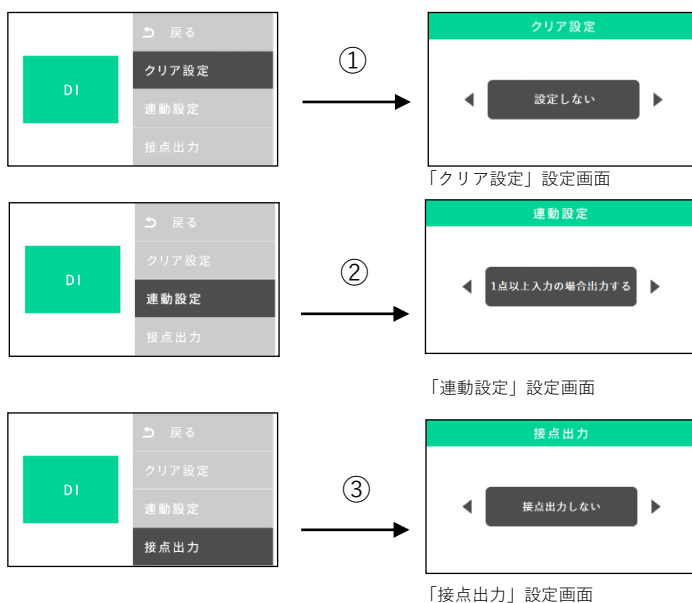 戻る
クリア設定
DI
連動設定
接点出力
①
クリア設定
設定しない
「クリア設定」設定画面
戻る
クリア設定
DI
連動設定
接点出力
②
連動設定
1点以上入力の場合出力する
「連動設定」設定画面
戻る
クリア設定
DI
連動設定
接点出力
③
接点出力
接点出力しない
「接点出力」設定画面